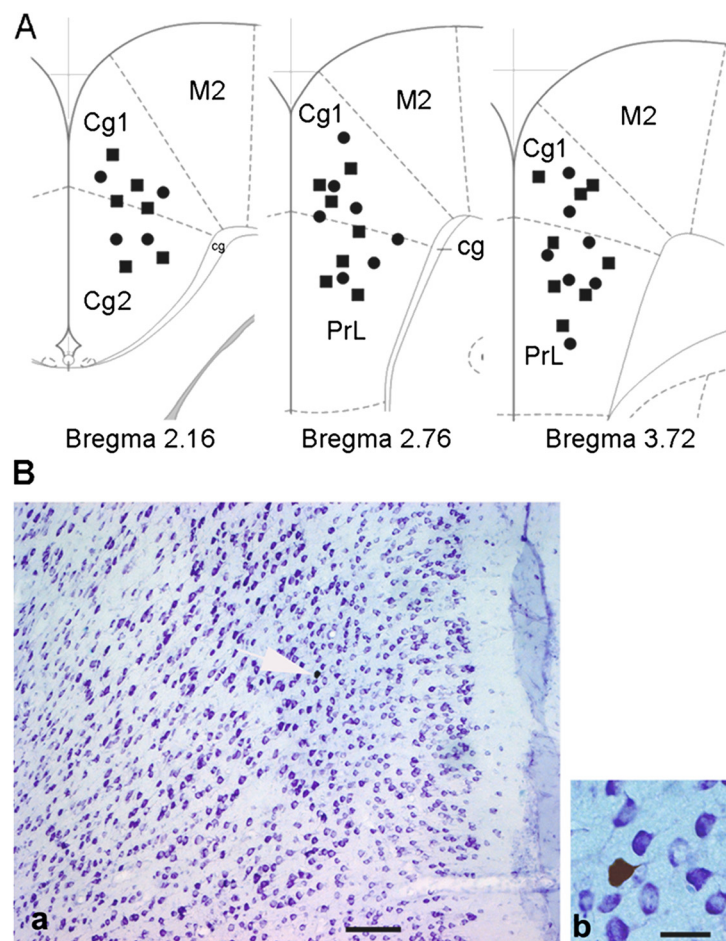 A
M2
M2
M2
Cg1
Cg1
Cg1
cg
cg
Cg2
PrL
PrL
Bregma 2.16
Bregma 2.76
Bregma 3.72
B
a
b